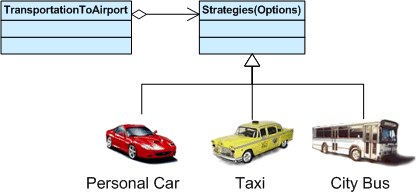 TransportationToAirport
Strategies(Options)
Personal Car
Taxi
City Bus